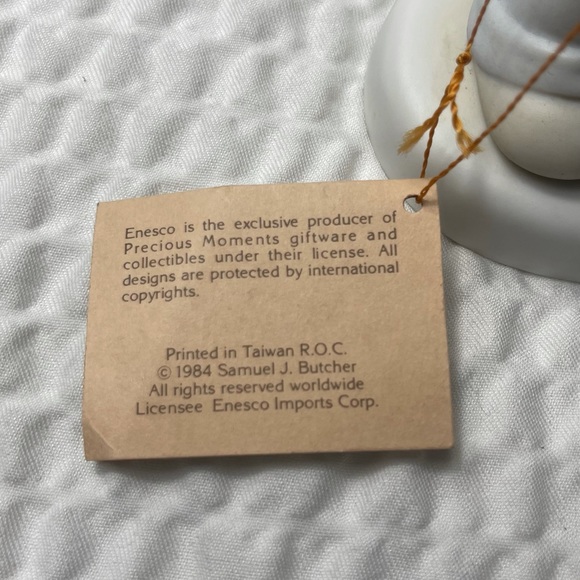 Enesco is the exclusive producer of
Precious Moments giftware and
collectibles under their license. All
designs are protected by international
copyrights.
Printed in Taiwan R.O.C.
© 1984 Samuel J. Butcher
All rights reserved worldwide
Licensee Enesco Imports Corp.